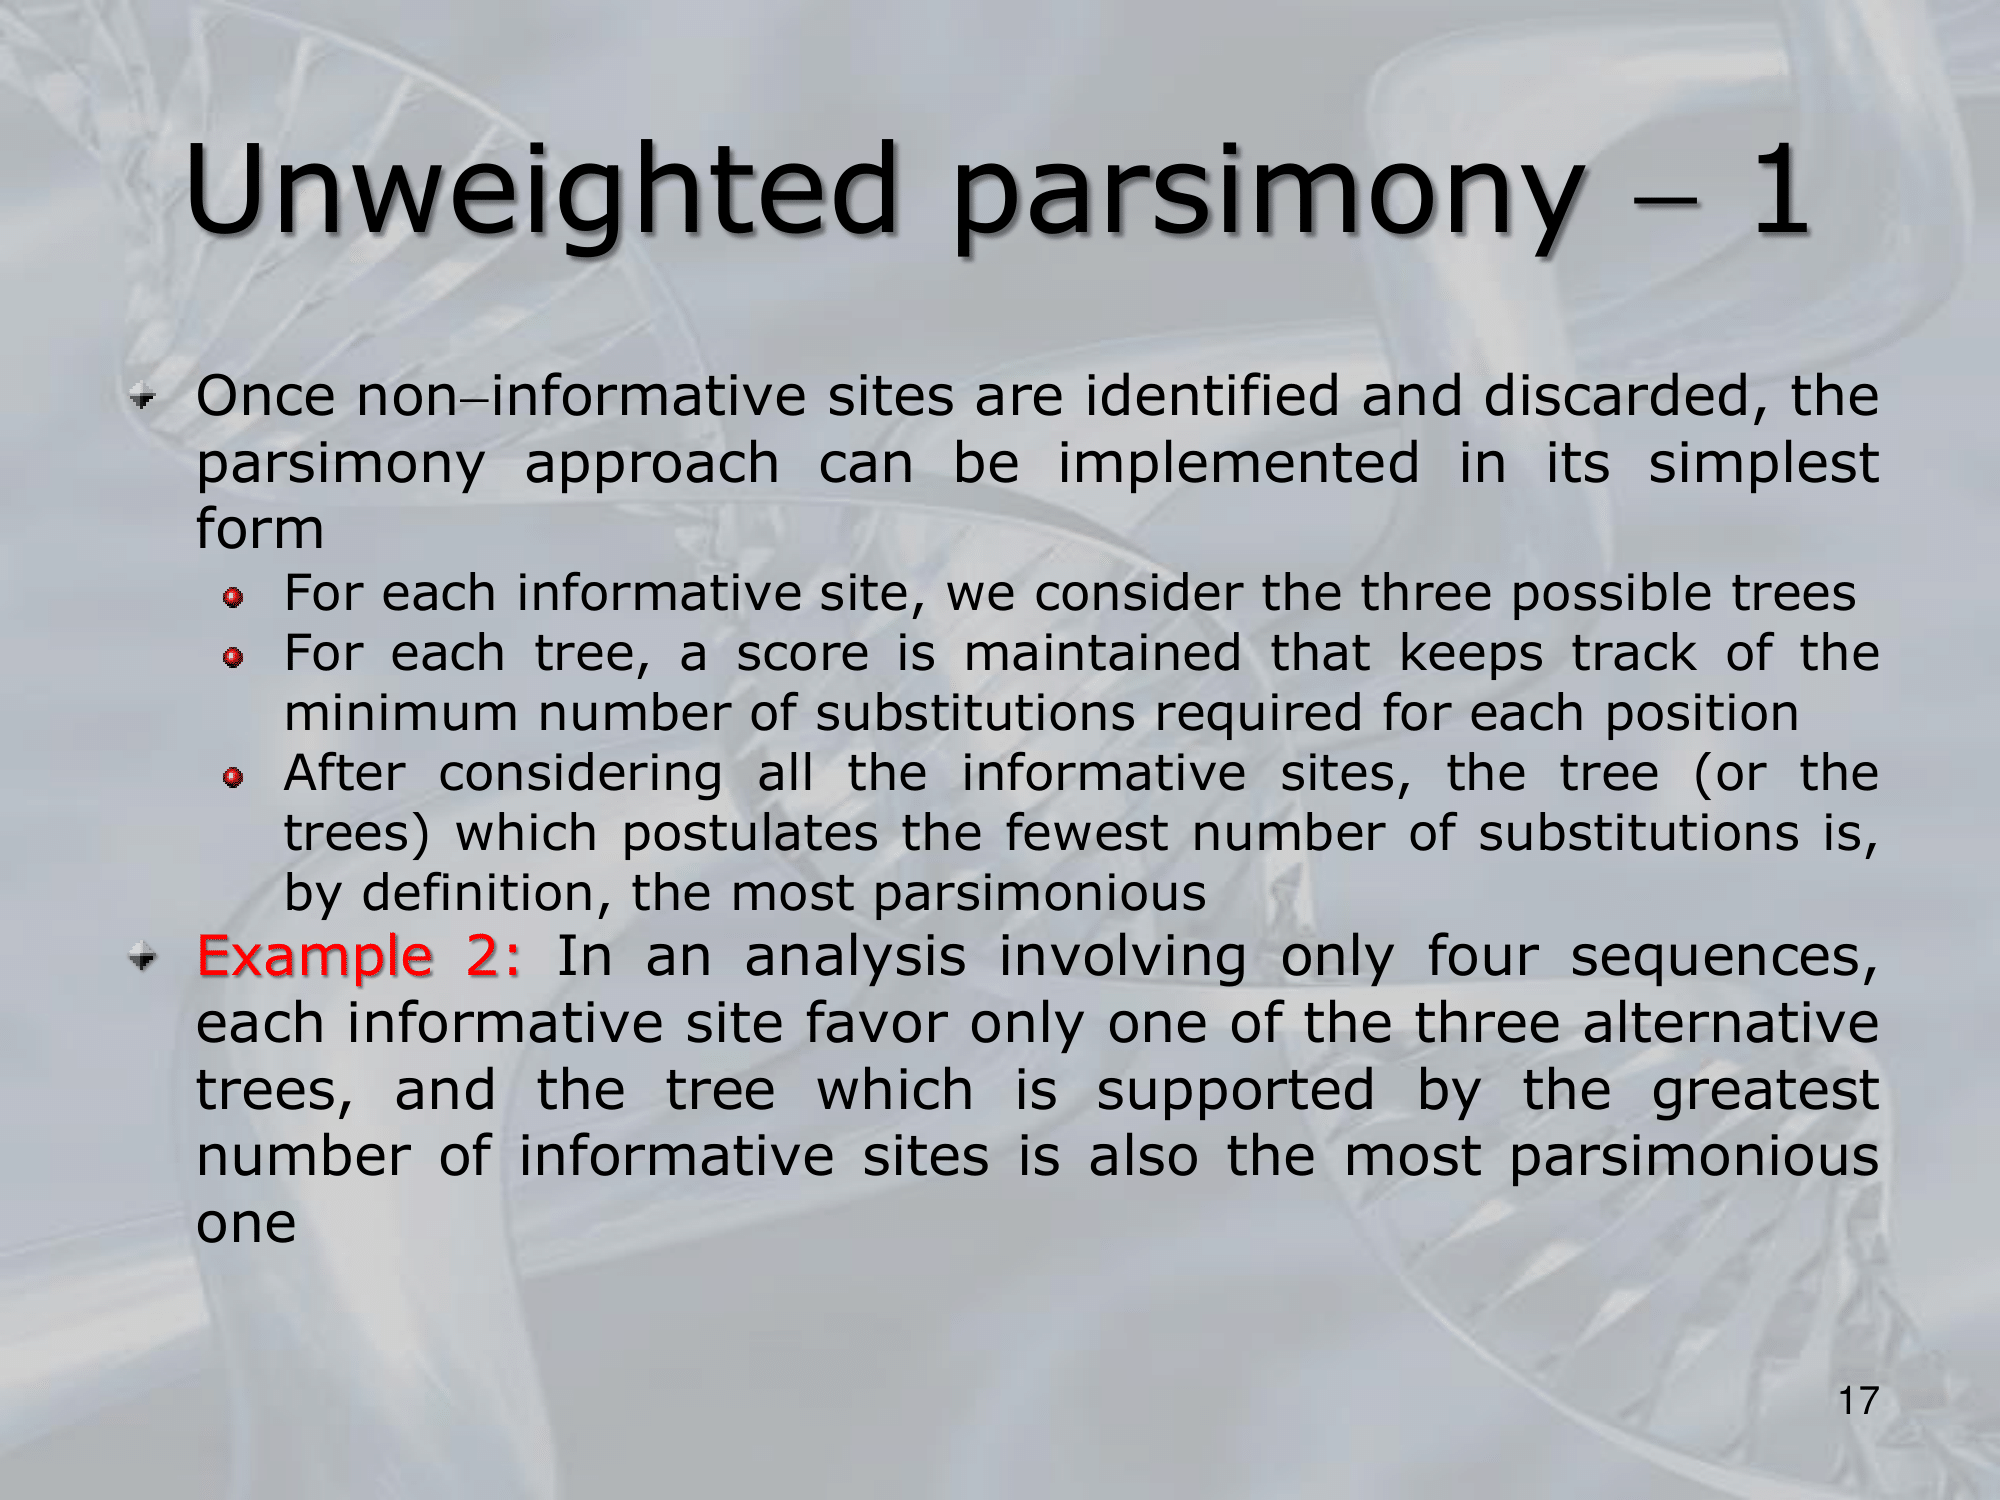 Unweighted parsimony – 1
Once non–informative sites are identified and discarded, the
parsimony approach can be implemented in its simplest
form
For each informative site, we consider the three possible trees
For each tree, a score is maintained that keeps track of the
minimum number of substitutions required for each position
After considering all the informative sites, the tree (or the
trees) which postulates the fewest number of substitutions is,
by definition, the most parsimonious
Example 2: In an analysis involving only four sequences,
each informative site favor only one of the three alternative
trees, and the tree which is supported by the greatest
number of informative sites is also the most parsimonious
one
17